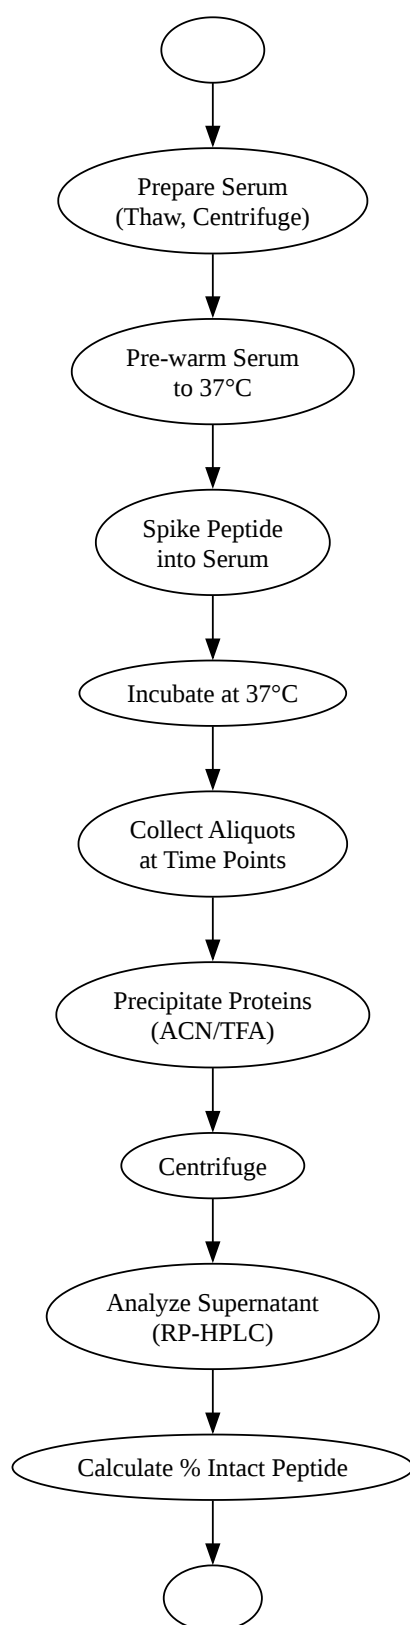 Prepare Serum
(Thaw, Centrifuge)
Pre-warm Serum
to 37°C
Spike Peptide
into Serum
Incubate at 37°C
Collect Aliquots
at Time Points
Precipitate Proteins
(ACN/TFA)
Centrifuge
Analyze Supernatant
(RP-HPLC)
Calculate % Intact Peptide